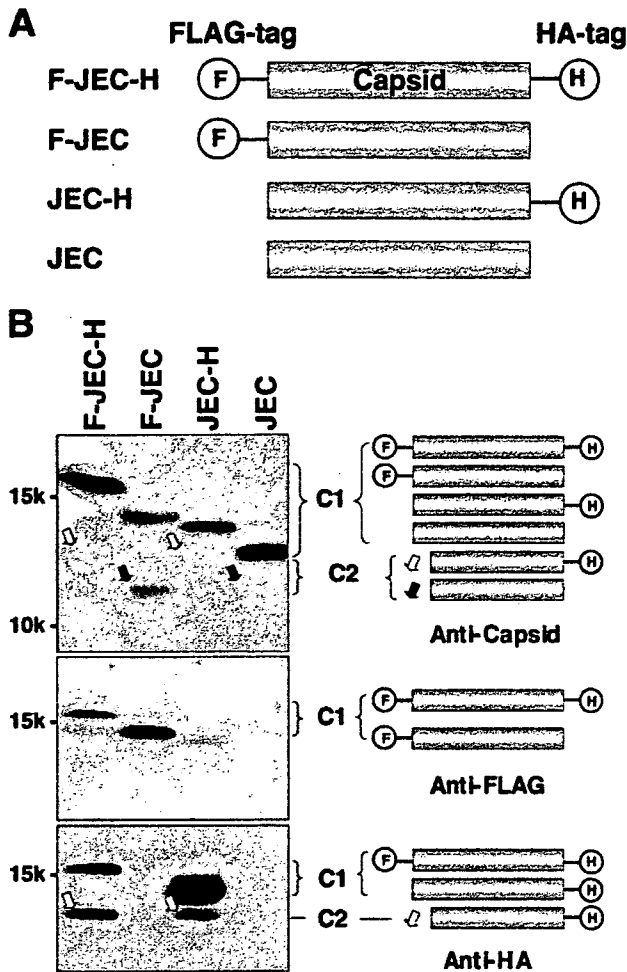 A
FLAG-tag HA-tag
F-JEC-H F Capsid H
F-JEC F
JEC-H H
JEC
B
F-JEC-H F-JEC JEC-H JEC
15k
10k
C1
C2
F H
F
H
H
Anti-Capsid
15k
C1
F H
F
Anti-FLAG
15k
C1
C2
F H
H
H
Anti-HA